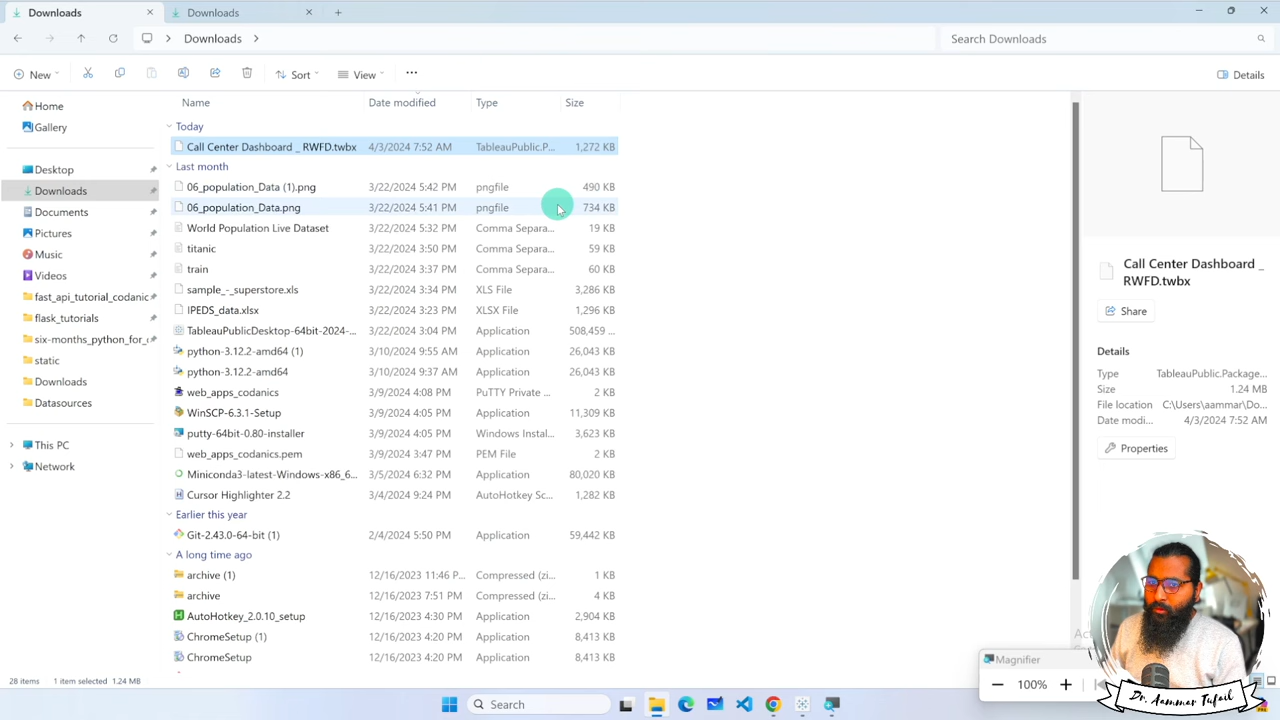 Downloads
Downloads
Downloads
Search Downloads
New
Sort
View
Details
Home
Gallery
Desktop
Downloads
Documents
Pictures
Music
Videos
fast_api_tutorial_codanic
flask_tutorials
six-months_python_for_
static
Downloads
Datasources
This PC
Network
Name Date modified Type Size
Today
Call Center Dashboard _ RWFD.twbx 4/3/2024 7:52 AM TableauPublic.P... 1,272 KB
Last month
06_population_Data (1).png 3/22/2024 5:42 PM pngfile 490 KB
06_population_Data.png 3/22/2024 5:41 PM pngfile 734 KB
World Population Live Dataset 3/22/2024 5:32 PM Comma Separa... 19 KB
titanic 3/22/2024 3:50 PM Comma Separa... 59 KB
train 3/22/2024 3:37 PM Comma Separa... 60 KB
sample_-_superstore.xls 3/22/2024 3:34 PM XLS File 3,286 KB
IPEDS_data.xlsx 3/22/2024 3:23 PM XLSX File 1,296 KB
TableauPublicDesktop-64bit-2024-... 3/22/2024 3:04 PM Application 508,459 ...
python-3.12.2-amd64 (1) 3/10/2024 9:55 AM Application 26,043 KB
python-3.12.2-amd64 3/10/2024 9:37 AM Application 26,043 KB
web_apps_codanics 3/9/2024 4:08 PM PuTTY Private ... 2 KB
WinSCP-6.3.1-Setup 3/9/2024 4:05 PM Application 11,309 KB
putty-64bit-0.80-installer 3/9/2024 4:05 PM Windows Instal... 3,623 KB
web_apps_codanics.pem 3/9/2024 3:47 PM PEM File 2 KB
Miniconda3-latest-Windows-x86_6... 3/5/2024 6:32 PM Application 80,020 KB
Cursor Highlighter 2.2 3/4/2024 9:24 PM AutoHotkey Sc... 1,282 KB
Earlier this year
Git-2.43.0-64-bit (1) 2/4/2024 5:50 PM Application 59,442 KB
A long time ago
archive (1) 12/16/2023 11:46 P... Compressed (zi... 1 KB
archive 12/16/2023 7:51 PM Compressed (zi... 4 KB
AutoHotkey_2.0.10_setup 12/16/2023 4:30 PM Application 2,904 KB
ChromeSetup (1) 12/16/2023 4:20 PM Application 8,413 KB
ChromeSetup 12/16/2023 4:20 PM Application 8,413 KB
Call Center Dashboard _
RWFD.twbx
Share
Details
Type TableauPublic.Package...
Size 1.24 MB
File location C:\Users\aammar\Do...
Date modi... 4/3/2024 7:52 AM
Properties
Magnifier
100%
28 items 1 item selected 1.24 MB
Search
Dr. Aammar Tufail